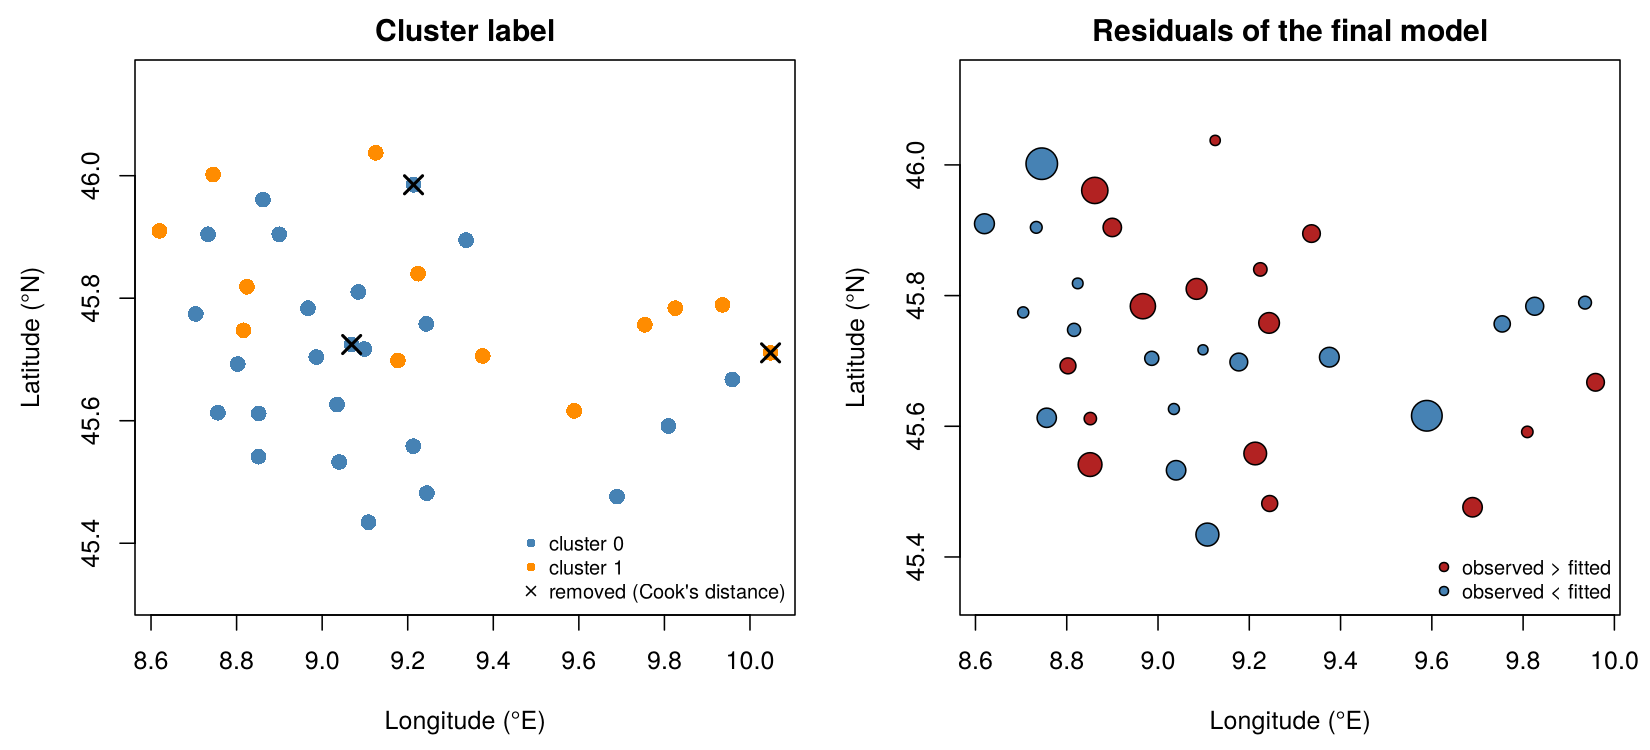 Cluster label
Latitude (°N)
46.0
45.8
45.6
45.4
cluster 0
cluster 1
removed (Cook's distance)
8.6 8.8 9.0 9.2 9.4 9.6 9.8 10.0
Longitude (°E)
Residuals of the final model
Latitude (°N)
46.0
45.8
45.6
45.4
observed > fitted
observed < fitted
8.6 8.8 9.0 9.2 9.4 9.6 9.8 10.0
Longitude (°E)